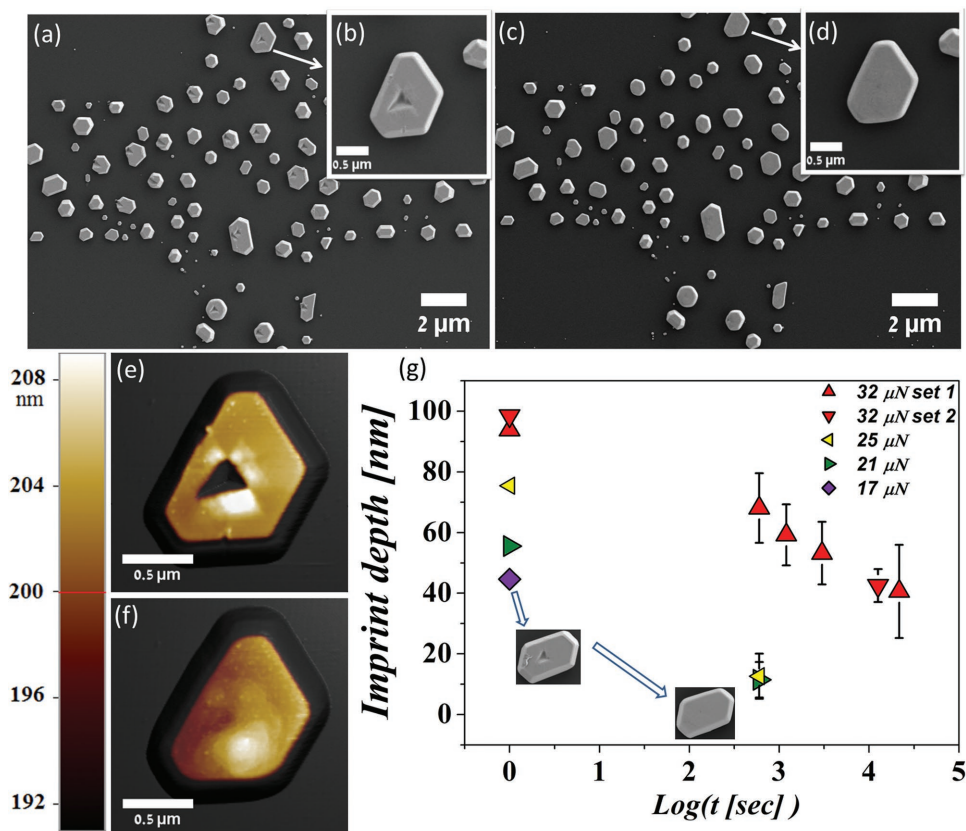 (a)
(b)
0.5 µm
2 µm
(c)
(d)
0.5 µm
2 µm
208
nm
204
200
196
192
(e)
0.5 µm
(f)
0.5 µm
(g)
Imprint depth [nm]
100
80
60
40
20
0
32 µN set 1
32 µN set 2
25 µN
21 µN
17 µN
0 1 2 3 4 5
Log(t [sec] )